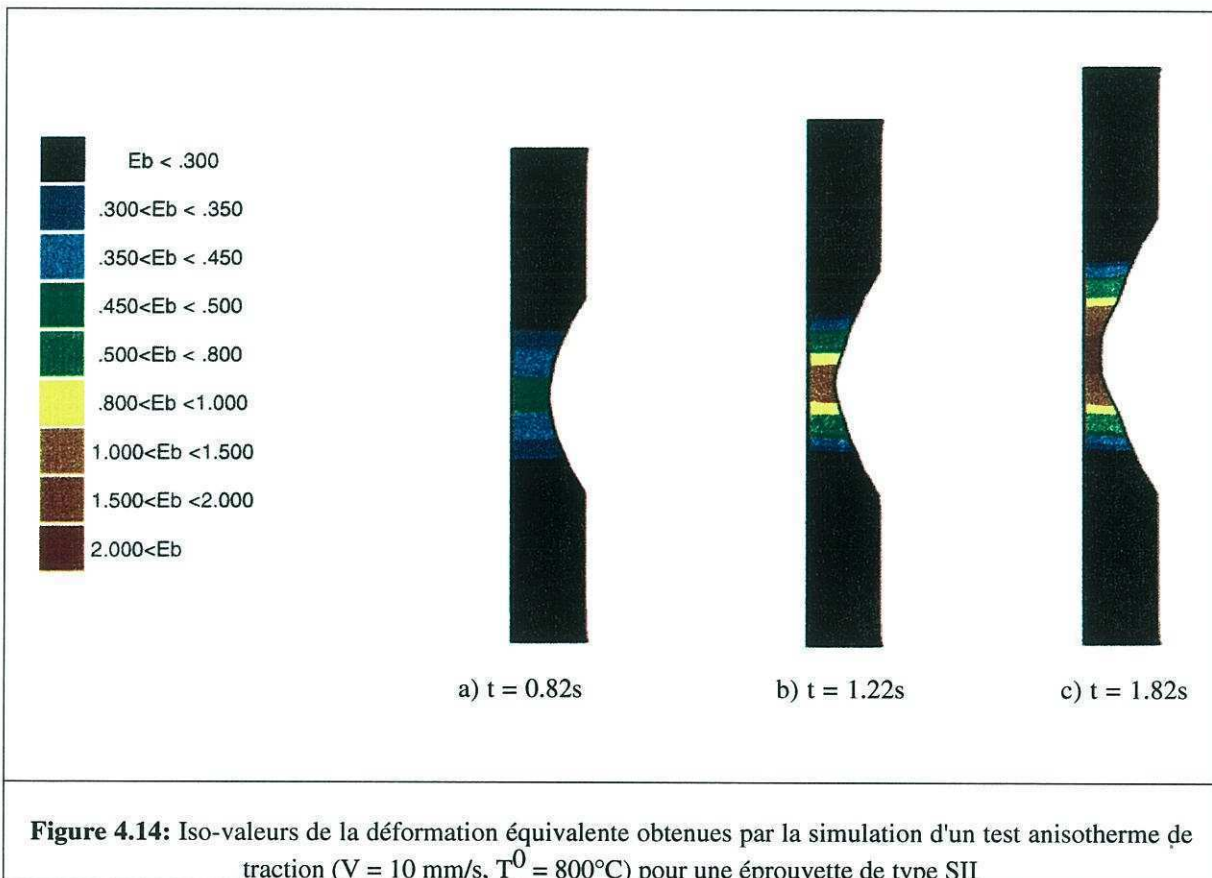 Eb < .300
.300<Eb < .350
.350<Eb < .450
.450<Eb < .500
.500<Eb < .800
.800<Eb <1.000
1.000<Eb <1.500
1.500<Eb <2.000
2.000<Eb
a) t = 0.82s
b) t = 1.22s
c) t = 1.82s
Figure 4.14: Iso-valeurs de la déformation équivalente obtenues par la simulation d'un test anisotherme de
traction (V = 10 mm/s, T⁰ = 800°C) pour une éprouvette de type SII